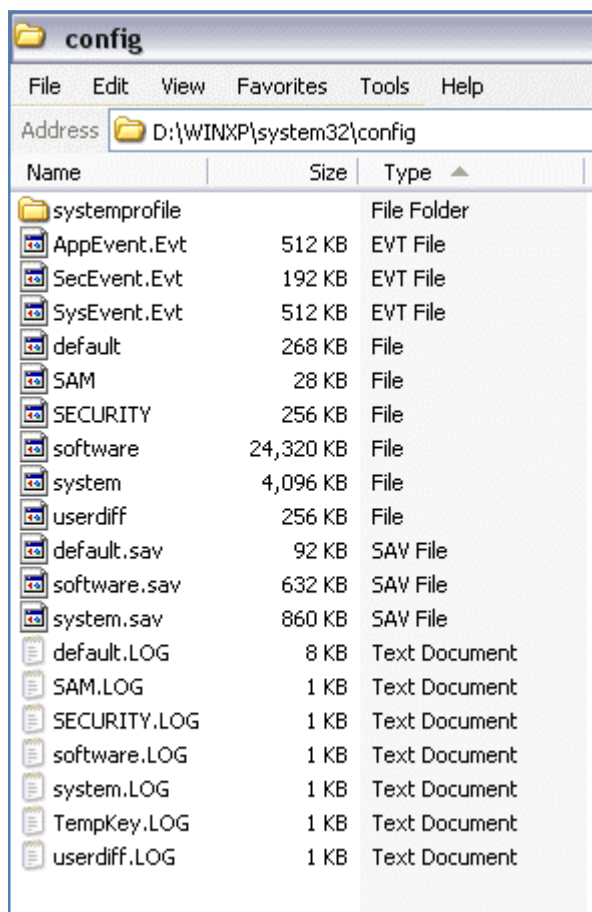 config
File Edit View Favorites Tools Help
Address D:\WINXP\system32\config
Name Size Type
systemprofile File Folder
AppEvent.Evt 512 KB EVT File
SecEvent.Evt 192 KB EVT File
SysEvent.Evt 512 KB EVT File
default 268 KB File
SAM 28 KB File
SECURITY 256 KB File
software 24,320 KB File
system 4,096 KB File
userdiff 256 KB File
default.sav 92 KB SAV File
software.sav 632 KB SAV File
system.sav 860 KB SAV File
default.LOG 8 KB Text Document
SAM.LOG 1 KB Text Document
SECURITY.LOG 1 KB Text Document
software.LOG 1 KB Text Document
system.LOG 1 KB Text Document
TempKey.LOG 1 KB Text Document
userdiff.LOG 1 KB Text Document